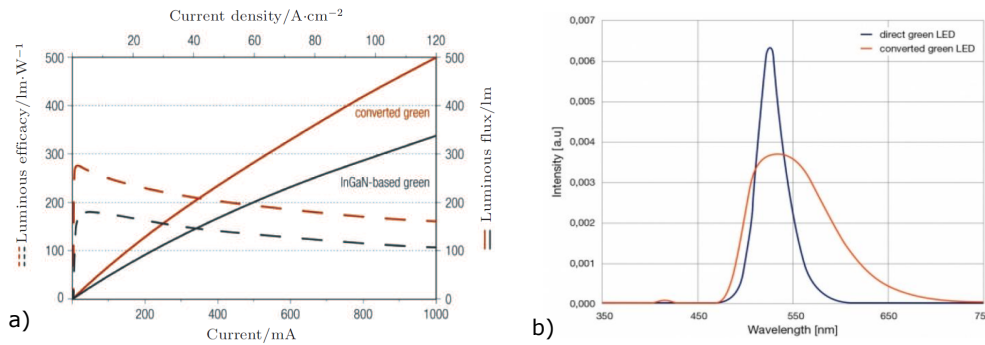 Current density/A·cm⁻²
0 20 40 60 80 100 120
500 500
400 400
300 300
200 200
100 100
0 0
converted green
InGaN-based green
Luminous efficacy/lm·W⁻¹
Luminous flux/lm
200 400 600 800 1000
Current/mA
a)
0,007
0,006
0,005
0,004
0,003
0,002
0,001
0,000
direct green LED
converted green LED
Intensity [a.u]
350 450 550 650 75
Wavelength [nm]
b)